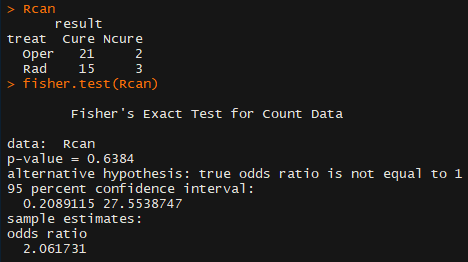 > Rcan
result
treat Cure Ncure
Oper 21 2
Rad 15 3
> fisher.test(Rcan)
Fisher's Exact Test for Count Data
data: Rcan
p-value = 0.6384
alternative hypothesis: true odds ratio is not equal to 1
95 percent confidence interval:
0.2089115 27.5538747
sample estimates:
odds ratio
2.061731